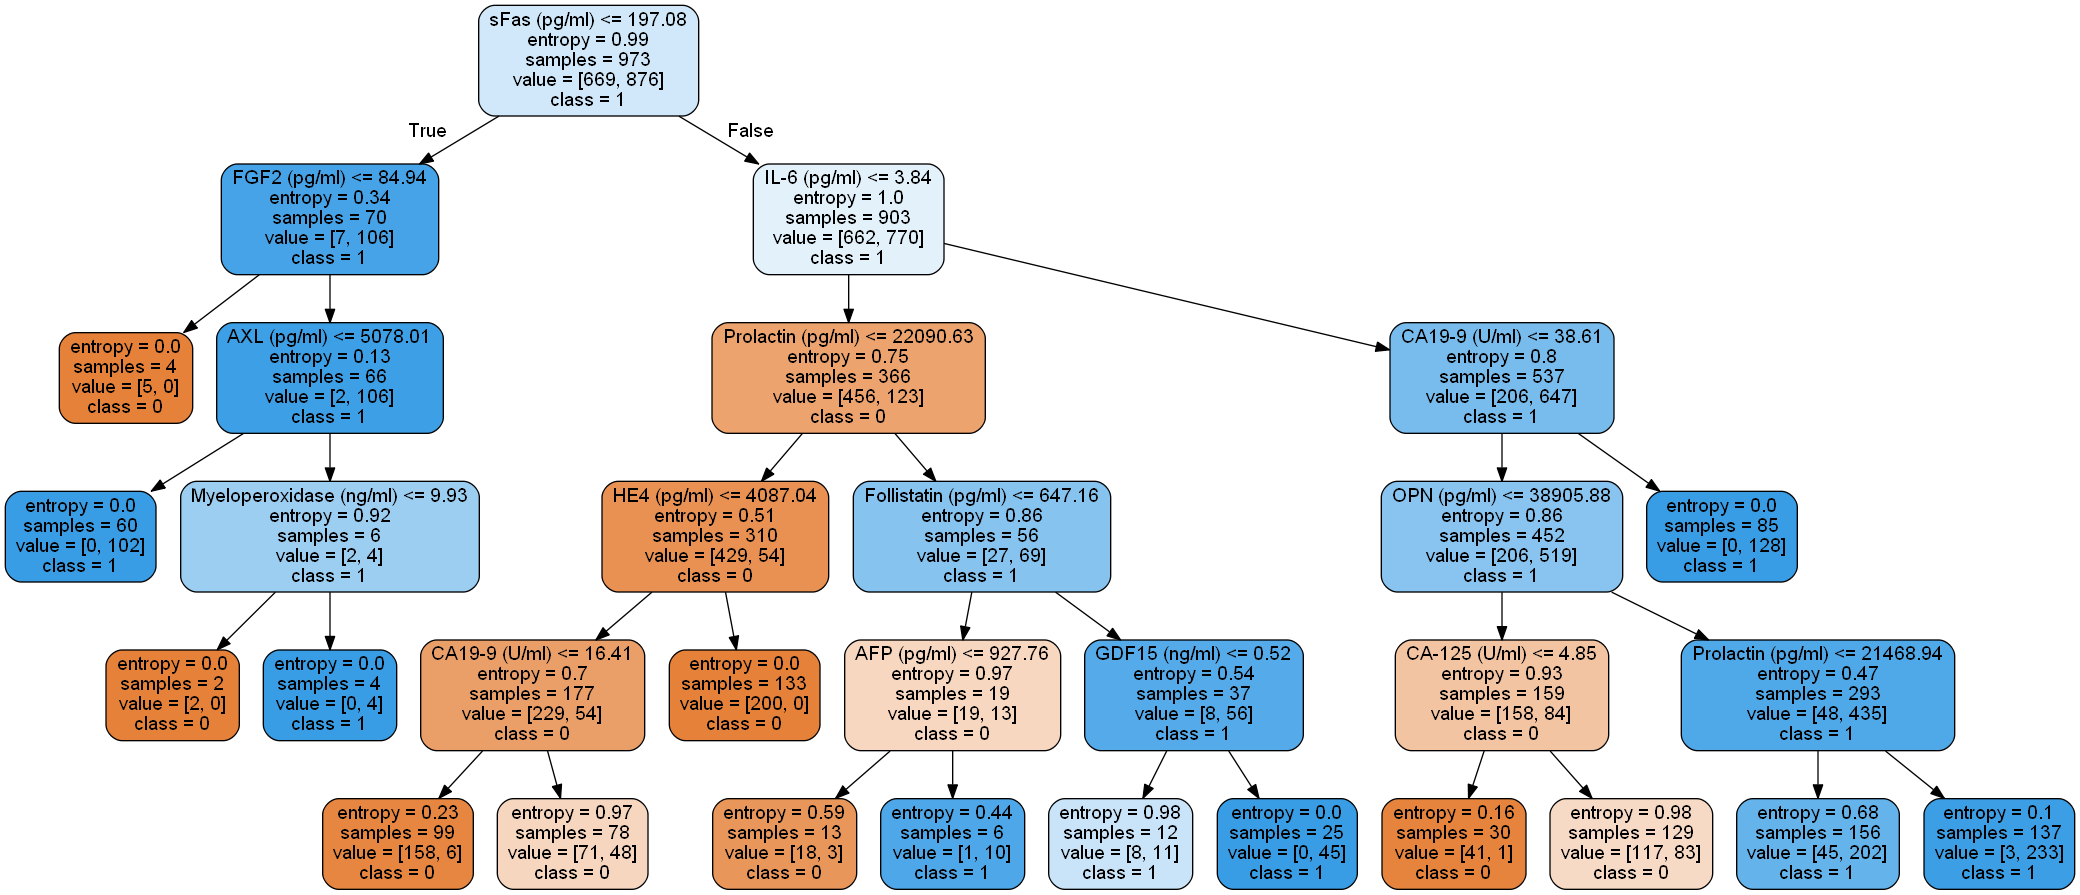 sFas (pg/ml) <= 197.08
entropy = 0.99
samples = 973
value = [669, 876]
class = 1
True
False
FGF2 (pg/ml) <= 84.94
entropy = 0.34
samples = 70
value = [7, 106]
class = 1
IL-6 (pg/ml) <= 3.84
entropy = 1.0
samples = 903
value = [662, 770]
class = 1
entropy = 0.0
samples = 4
value = [5, 0]
class = 0
AXL (pg/ml) <= 5078.01
entropy = 0.13
samples = 66
value = [2, 106]
class = 1
Prolactin (pg/ml) <= 22090.63
entropy = 0.75
samples = 366
value = [456, 123]
class = 0
CA19-9 (U/ml) <= 38.61
entropy = 0.8
samples = 537
value = [206, 647]
class = 1
entropy = 0.0
samples = 60
value = [0, 102]
class = 1
Myeloperoxidase (ng/ml) <= 9.93
entropy = 0.92
samples = 6
value = [2, 4]
class = 1
HE4 (pg/ml) <= 4087.04
entropy = 0.51
samples = 310
value = [429, 54]
class = 0
Follistatin (pg/ml) <= 647.16
entropy = 0.86
samples = 56
value = [27, 69]
class = 1
OPN (pg/ml) <= 38905.88
entropy = 0.86
samples = 452
value = [206, 519]
class = 1
entropy = 0.0
samples = 85
value = [0, 128]
class = 1
entropy = 0.0
samples = 2
value = [2, 0]
class = 0
entropy = 0.0
samples = 4
value = [0, 4]
class = 1
CA19-9 (U/ml) <= 16.41
entropy = 0.7
samples = 177
value = [229, 54]
class = 0
entropy = 0.0
samples = 133
value = [200, 0]
class = 0
AFP (pg/ml) <= 927.76
entropy = 0.97
samples = 19
value = [19, 13]
class = 0
GDF15 (ng/ml) <= 0.52
entropy = 0.54
samples = 37
value = [8, 56]
class = 1
CA-125 (U/ml) <= 4.85
entropy = 0.93
samples = 159
value = [158, 84]
class = 0
Prolactin (pg/ml) <= 21468.94
entropy = 0.47
samples = 293
value = [48, 435]
class = 1
entropy = 0.23
samples = 99
value = [158, 6]
class = 0
entropy = 0.97
samples = 78
value = [71, 48]
class = 0
entropy = 0.59
samples = 13
value = [18, 3]
class = 0
entropy = 0.44
samples = 6
value = [1, 10]
class = 1
entropy = 0.98
samples = 12
value = [8, 11]
class = 1
entropy = 0.0
samples = 25
value = [0, 45]
class = 1
entropy = 0.16
samples = 30
value = [41, 1]
class = 0
entropy = 0.98
samples = 129
value = [117, 83]
class = 0
entropy = 0.68
samples = 156
value = [45, 202]
class = 1
entropy = 0.1
samples = 137
value = [3, 233]
class = 1